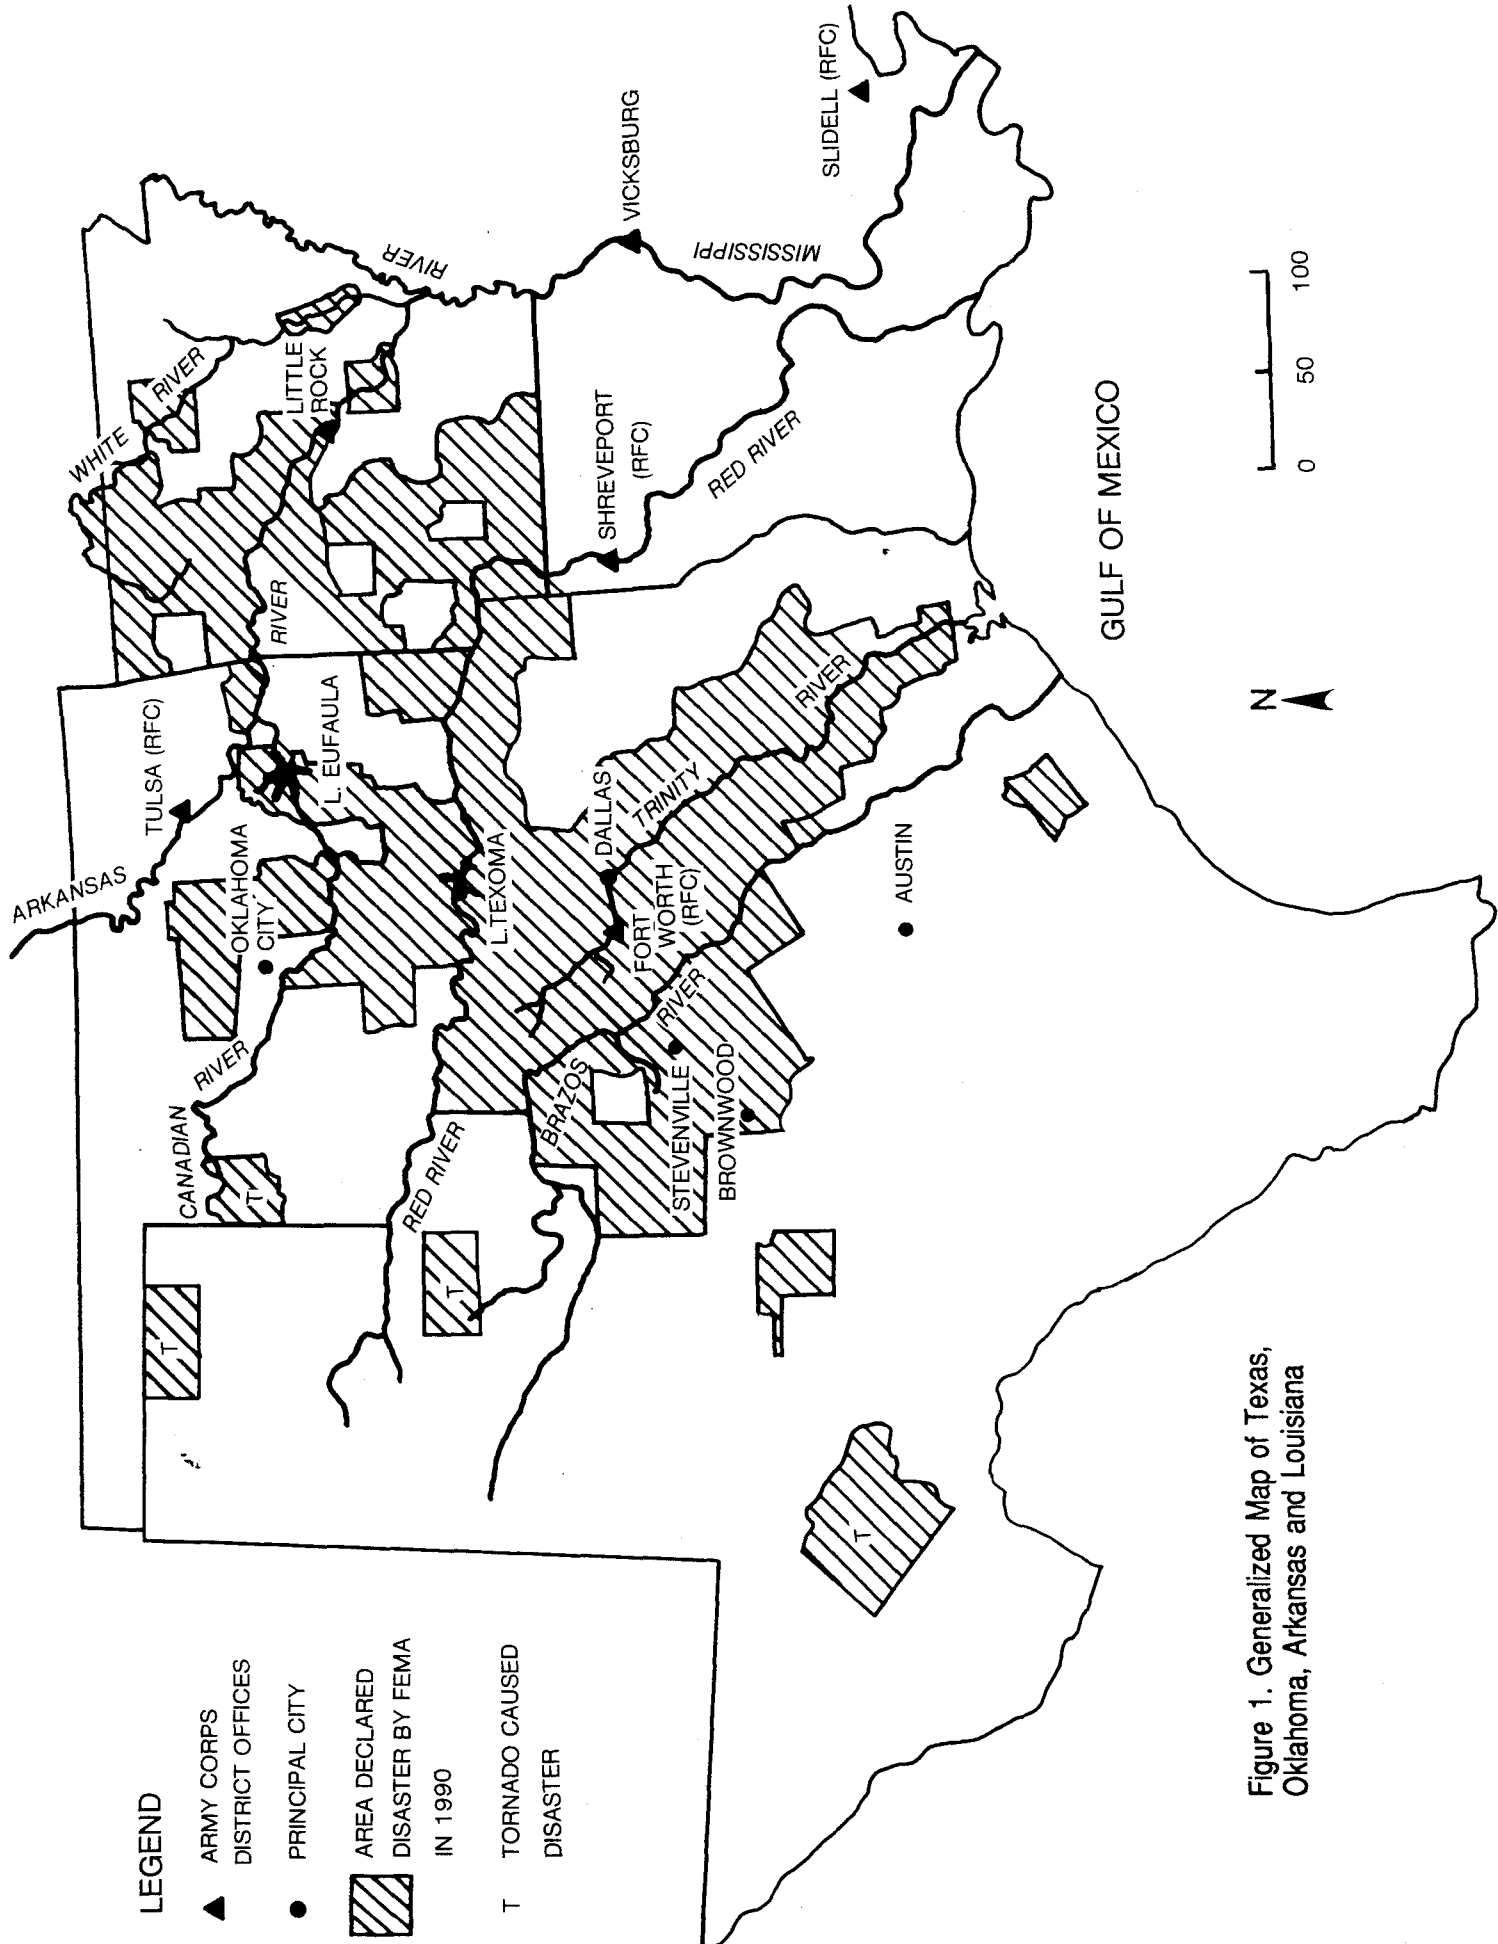 LEGEND
ARMY CORPS
DISTRICT OFFICES
PRINCIPAL CITY
AREA DECLARED
DISASTER BY FEMA
IN 1990
T
TORNADO CAUSED
DISASTER
ARKANSAS
TULSA (RFC)
WHITE
RIVER
OKLAHOMA
CITY
L. EUFAULA
RIVER
LITTLE
ROCK
RIVER
CANADIAN
RIVER
T
T
T
RED RIVER
L.TEXOMA
BRAZOS
RIVER
FORT
WORTH
(RFC)
DALLAS
TRINITY
RIVER
STEVENVILLE
BROWNWOOD
SHREVEPORT
(RFC)
RED RIVER
VICKSBURG
MISSISSIPPI
SLIDELL (RFC)
AUSTIN
T
GULF OF MEXICO
N
0
50
100
Figure 1. Generalized Map of Texas,
Oklahoma, Arkansas and Louisiana